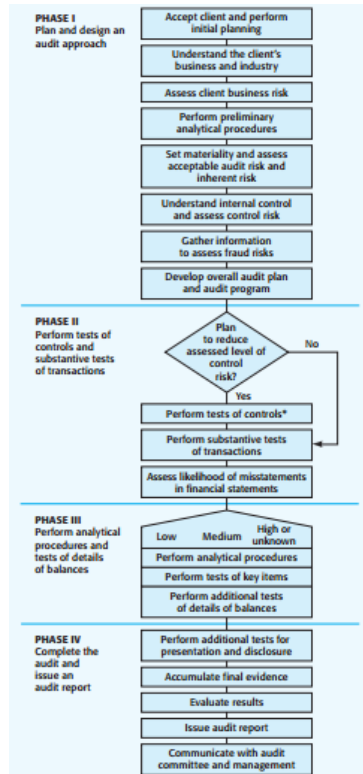 PHASE I
Plan and design an
audit approach
Accept client and perform
initial planning
Understand the client's
business and industry
Assess client business risk
Perform preliminary
analytical procedures
Set materiality and assess
acceptable audit risk and
inherent risk
Understand internal control
and assess control risk
Gather information
to assess fraud risks
Develop overall audit plan
and audit program
PHASE II
Perform tests of
controls and
substantive tests
of transactions
Plan
to reduce
assessed level of
control
risk?
No
Yes
Perform tests of controls*
Perform substantive tests
of transactions
Assess likelihood of misstatements
in financial statements
PHASE III
Perform analytical
procedures and
tests of details
of balances
Low
Medium
High or
unknown
Perform analytical procedures
Perform tests of key items
Perform additional tests
of details of balances
PHASE IV
Complete the
audit and
issue an
audit report
Perform additional tests for
presentation and disclosure
Accumulate final evidence
Evaluate results
Issue audit report
Communicate with audit
committee and management